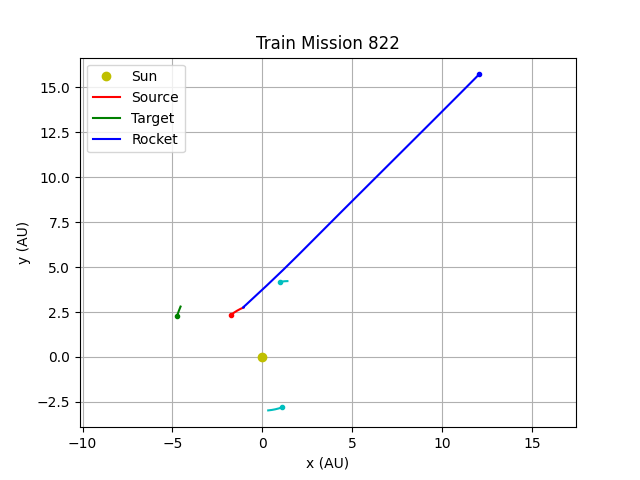 Train Mission 822
Sun
Source
Target
Rocket
15.0
12.5
10.0
7.5
5.0
2.5
0.0
−2.5
y (AU)
−10 −5 0 5 10 15
x (AU)